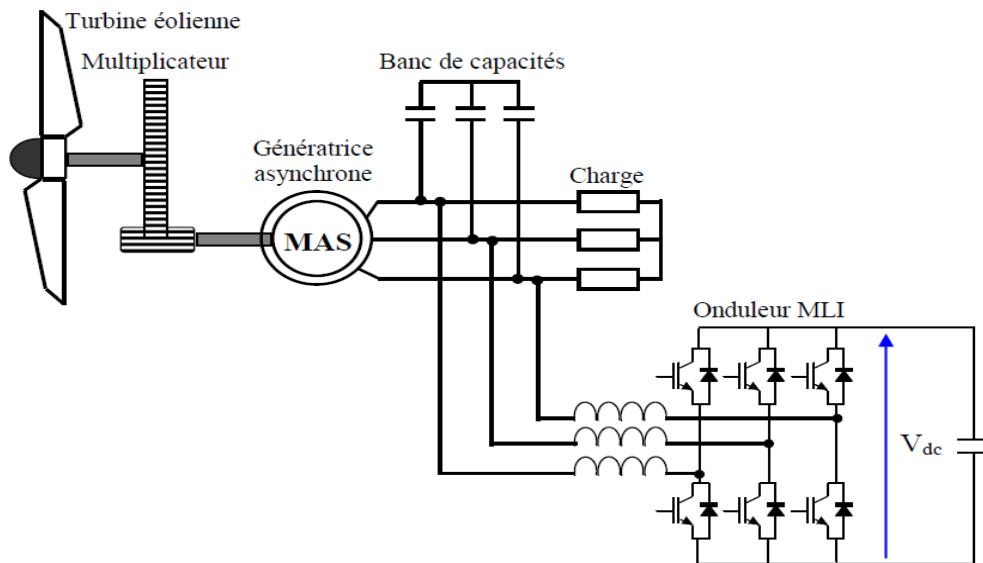 Turbine éolienne
Multiplicateur
Banc de capacités
Génératrice
asynchrone
Charge
MAS
Onduleur MLI
Vdc